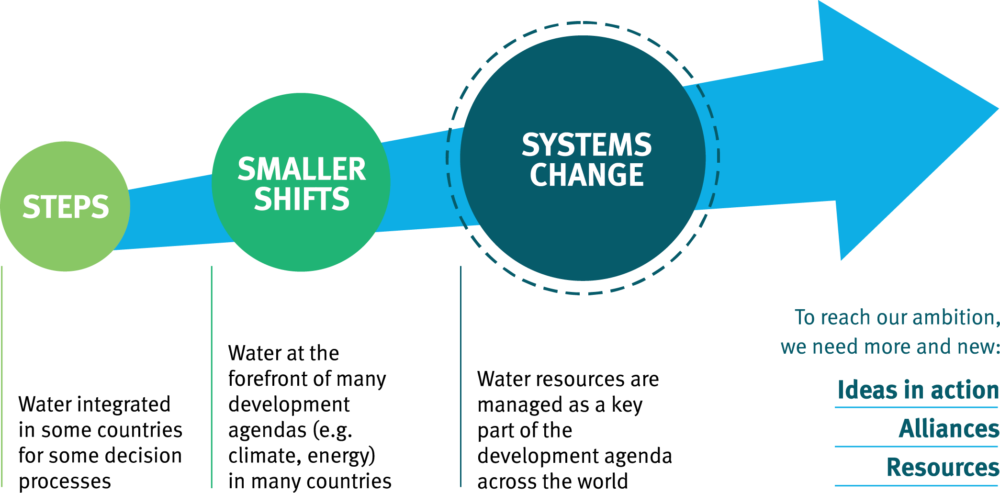 STEPS
SMALLER
SHIFTS
SYSTEMS
CHANGE
Water integrated
in some countries
for some decision
processes
Water at the
forefront of many
development
agendas (e.g.
climate, energy)
in many countries
Water resources are
managed as a key
part of the
development agenda
across the world
To reach our ambition,
we need more and new:
Ideas in action
Alliances
Resources